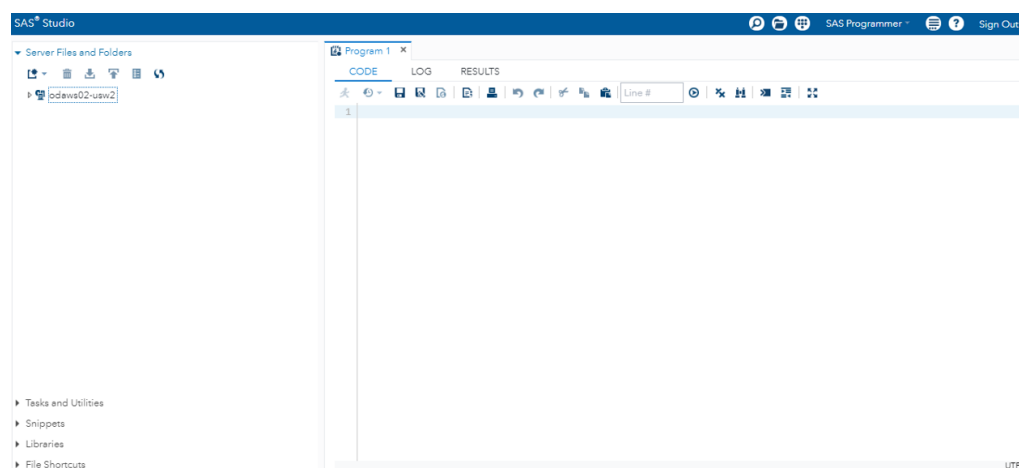 SAS® Studio
SAS Programmer
Sign Out
Server Files and Folders
odaws02-usw2
Tasks and Utilities
Snippets
Libraries
File Shortcuts
Program 1
CODE LOG RESULTS
Line #
1
UTF